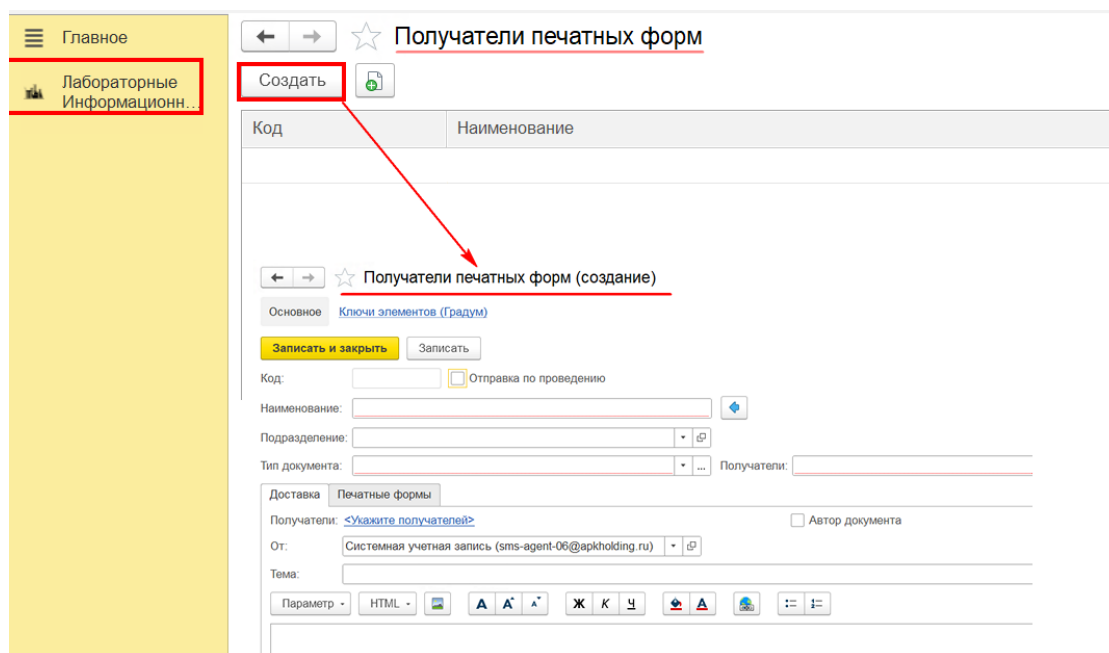 Главное
Лабораторные
Информационн...
Получатели печатных форм
Создать
Код Наименование
Получатели печатных форм (создание)
Основное Ключи элементов (Градум)
Записать и закрыть Записать
Код: Отправка по проведению
Наименование:
Подразделение:
Тип документа: ... Получатели:
Доставка Печатные формы
Получатели: <Укажите получателей> Автор документа
От: Системная учетная запись (sms-agent-06@apkholding.ru)
Тема:
Параметр HTML A A A Ж К Ч A